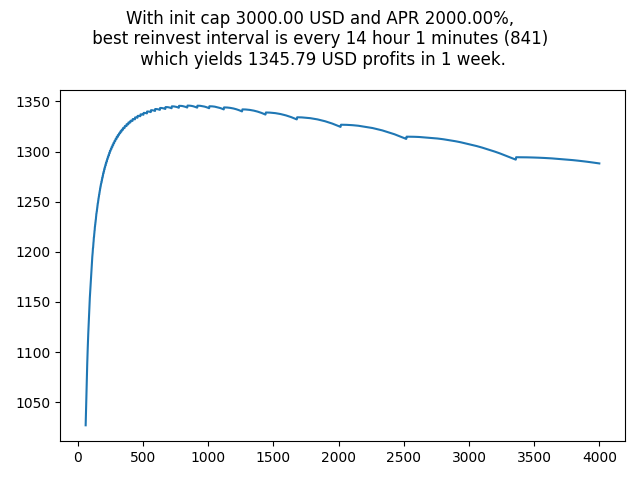 With init cap 3000.00 USD and APR 2000.00%,
best reinvest interval is every 14 hour 1 minutes (841)
which yields 1345.79 USD profits in 1 week.
1350
1300
1250
1200
1150
1100
1050
0 500 1000 1500 2000 2500 3000 3500 4000